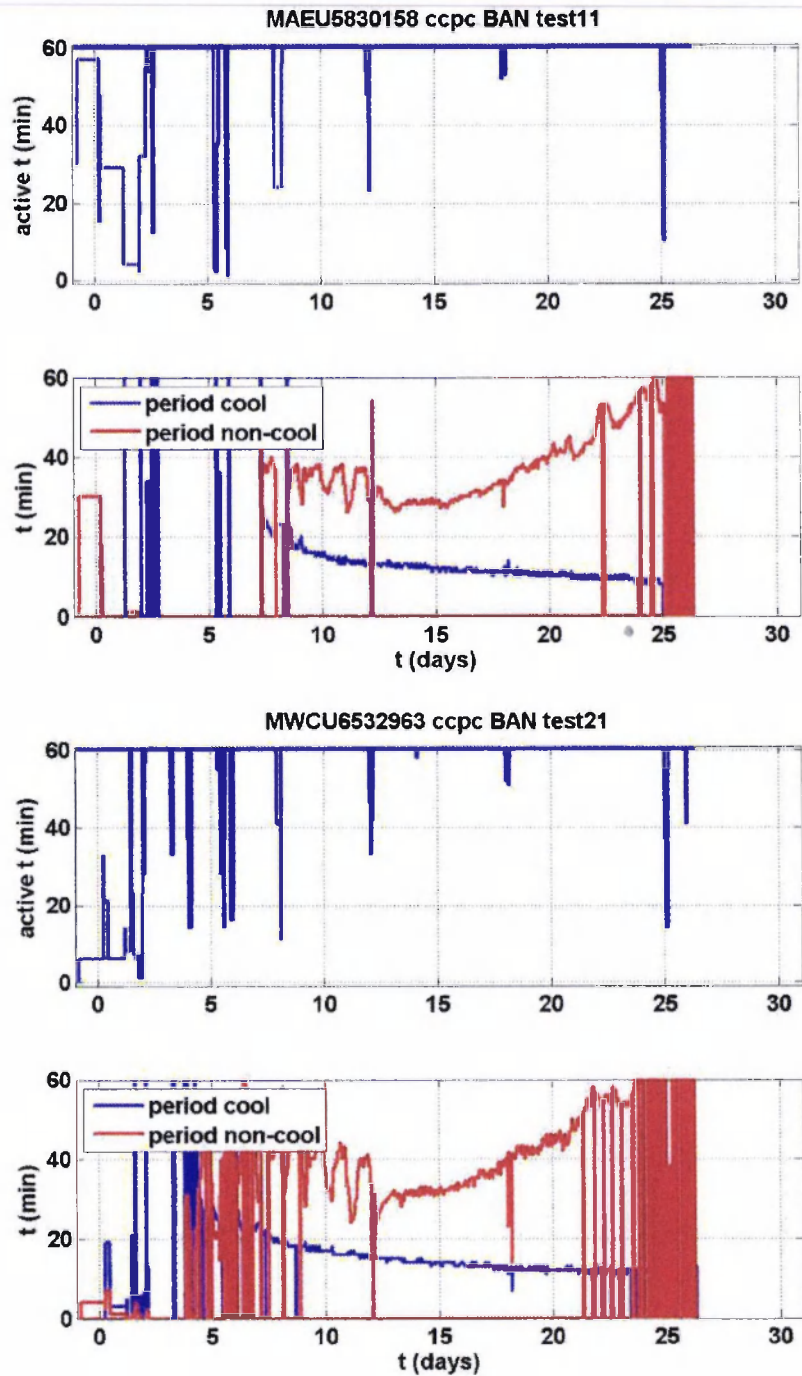 MAEU5830158 ccpc BAN test11
active t (min)
60
40
20
0
0 5 10 15 20 25 30
period cool
period non-cool
t (min)
60
40
20
0
0 5 10 15 20 25 30
t (days)
MWCU6532963 ccpc BAN test21
active t (min)
60
40
20
0
0 5 10 15 20 25 30
period cool
period non-cool
t (min)
60
40
20
0
0 5 10 15 20 25 30
t (days)